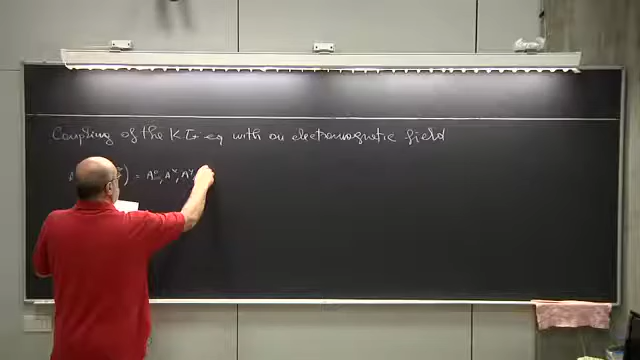 Coupling of the KG eq with an electromagnetic field
) = A⁰, Aˣ, Aʸ